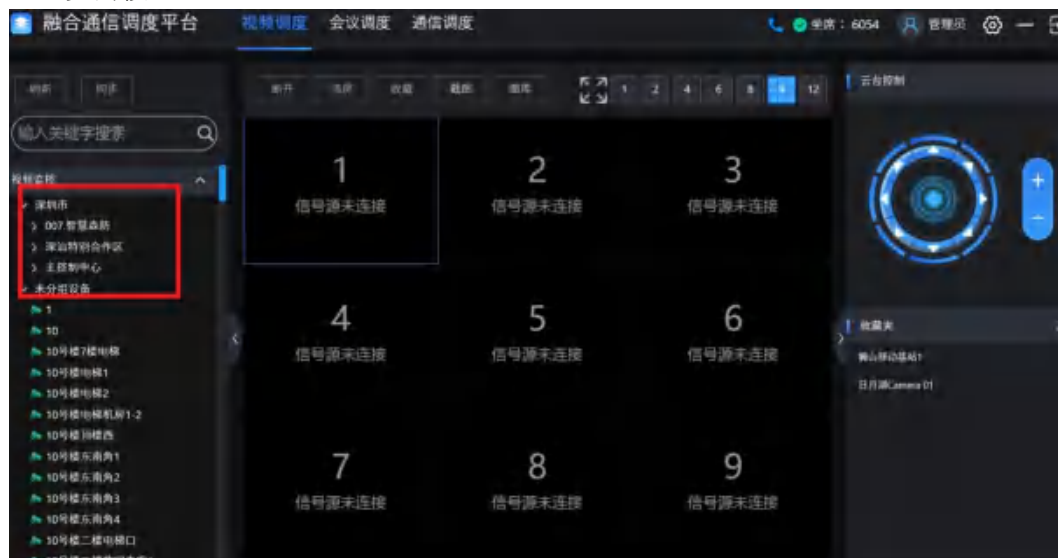 融合通信调度平台 视频调度 会议调度 通信调度 坐席：6054 管理员
刷新
断开 收藏 截图 1 2 4 6 8 9 12
云台控制
输入关键字搜索
视频监控
深圳市
007.智慧森防
深汕特别合作区
主控制中心
未分组设备
1
10
10号楼7楼电梯
10号楼电梯1
10号楼电梯2
10号楼电梯机房1-2
10号楼顶楼西
10号楼东南角1
10号楼东南角2
10号楼东南角3
10号楼东南角4
10号楼二楼电梯口
1
信号源未连接
2
信号源未连接
3
信号源未连接
4
信号源未连接
5
信号源未连接
6
信号源未连接
7
信号源未连接
8
信号源未连接
9
信号源未连接
收藏夹
日月湖Camera 01